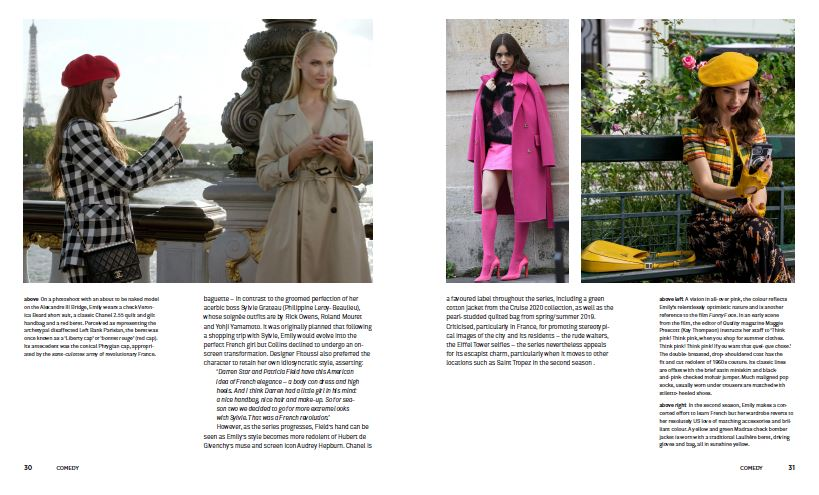 above On a photoshoot with an about to be naked model
on the Alexandre III Bridge, Emily wears a check Veron-
ica Beard short suit, a classic Chanel 2.55 quilt and gilt
handbag and a red beret. Perceived as representing the
archetypal disaffected Left Bank Parisian, the beret was
once known as a 'Liberty cap' or 'bonnet rouge' (red cap).
Its antecedent was the conical Phrygian cap, appropri-
ated by the sans-culottes army of revolutionary France.
baguette – in contrast to the groomed perfection of her
acerbic boss Sylvie Grateau (Philippine Leroy-Beaulieu),
whose soignée outfits are by Rick Owens, Roland Mouret
and Yohji Yamamoto. It was originally planned that following
a shopping trip with Sylvie, Emily would evolve into the
perfect French girl but Collins declined to undergo an on-
screen transformation. Designer Fitoussi also preferred the
character to retain her own idiosyncratic style, asserting:
'Darren Star and Patricia Field have this American
idea of French elegance – a body con dress and high
heels. And I think Darren had a little girl in his mind:
a nice handbag, nice hair and make-up. So for sea-
son two we decided to go for more extreme looks
with Sylvie. That was a French revolution.'
However, as the series progresses, Field's hand can be
seen as Emily's style becomes more redolent of Hubert de
Givenchy's muse and screen icon Audrey Hepburn. Chanel is
30 COMEDY
a favoured label throughout the series, including a green
cotton jacket from the Cruise 2020 collection, as well as the
pearl-studded quilted bag from spring/summer 2019.
Criticised, particularly in France, for promoting stereotypi-
cal images of the city and its residents – the rude waiters,
the Eiffel Tower selfies – the series nevertheless appeals
for its escapist charm, particularly when it moves to other
locations such as Saint Tropez in the second season .
above left A vision in all-over pink, the colour reflects
Emily's relentlessly optimistic nature and is another
reference to the film Funny Face. In an early scene
from the film, the editor of Quality magazine Maggie
Prescott (Kay Thompson) instructs her staff to 'Think
pink! Think pink, when you shop for summer clothes.
Think pink! Think pink! If you want that quel-que chose.'
The double-breasted, drop-shouldered coat has the
fit and cut redolent of 1960s couture. Its classic lines
are offset with the brief satin miniskirt and black-
and-pink-checked mohair jumper. Much maligned pop
socks, usually worn under trousers are matched with
stiletto-heeled shoes.
above right In the second season, Emily makes a con-
certed effort to learn French but her wardrobe reverts to
her resolutely US love of matching accessories and bril-
liant colour. A yellow and green Madras check bomber
jacket is worn with a traditional Laulhère beret, driving
gloves and bag, all in sunshine yellow.
COMEDY 31